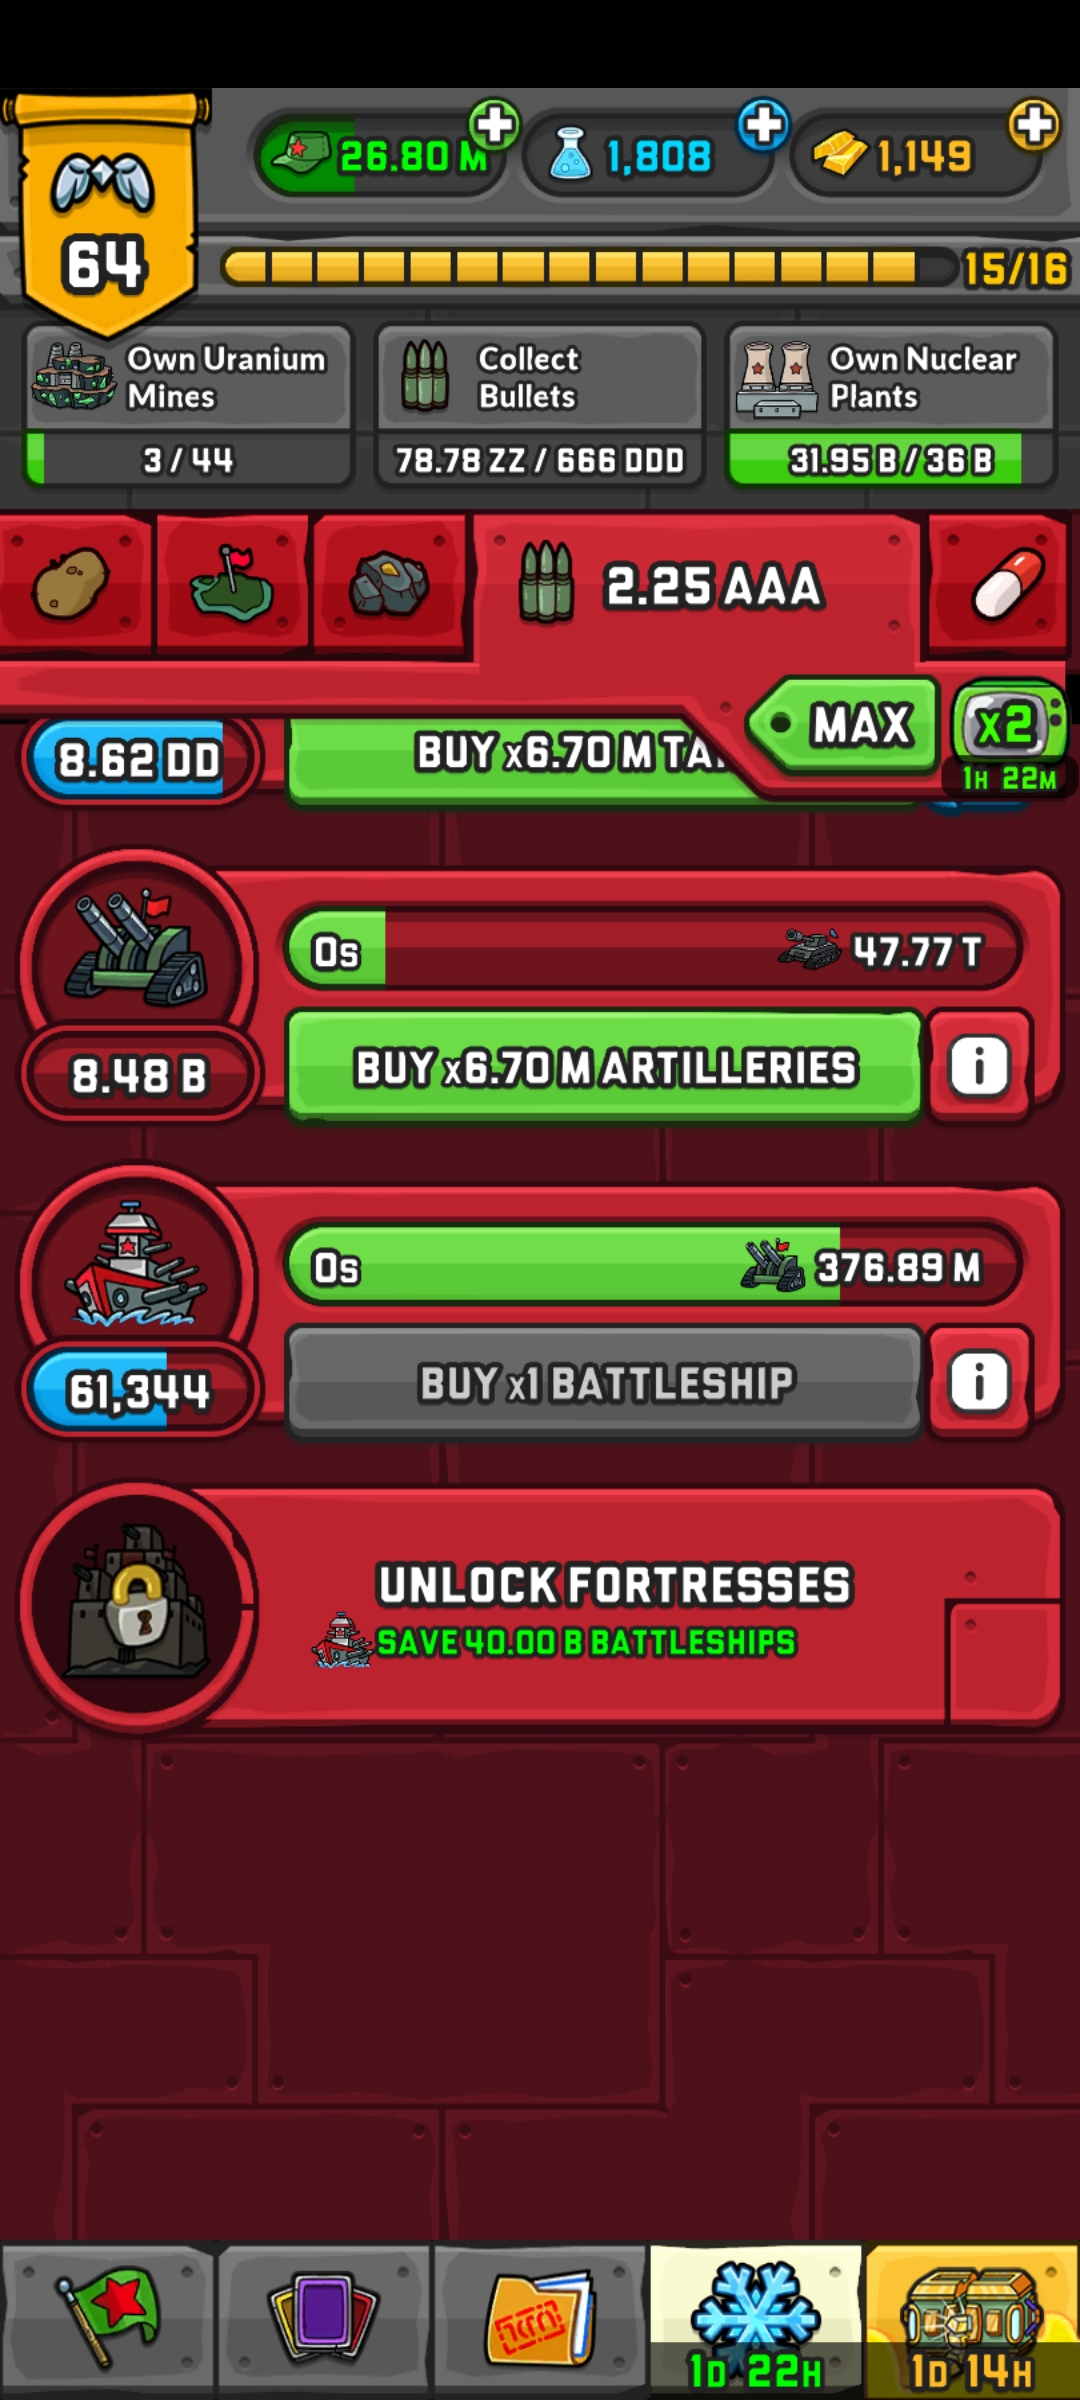 26.80 M
1,808
1,149
64
15/16
Own Uranium
Mines
3 / 44
Collect
Bullets
78.78 ZZ / 666 DDD
Own Nuclear
Plants
31.95 B / 36 B
2.25 AAA
MAX
x2
1H 22M
8.62 DD
BUY x6.70 M TA
0s
47.77 T
8.48 B
BUY x6.70 M ARTILLERIES
i
0s
376.89 M
61,344
BUY x1 BATTLESHIP
i
UNLOCK FORTRESSES
SAVE 40.00 B BATTLESHIPS
1D 22H
1D 14H